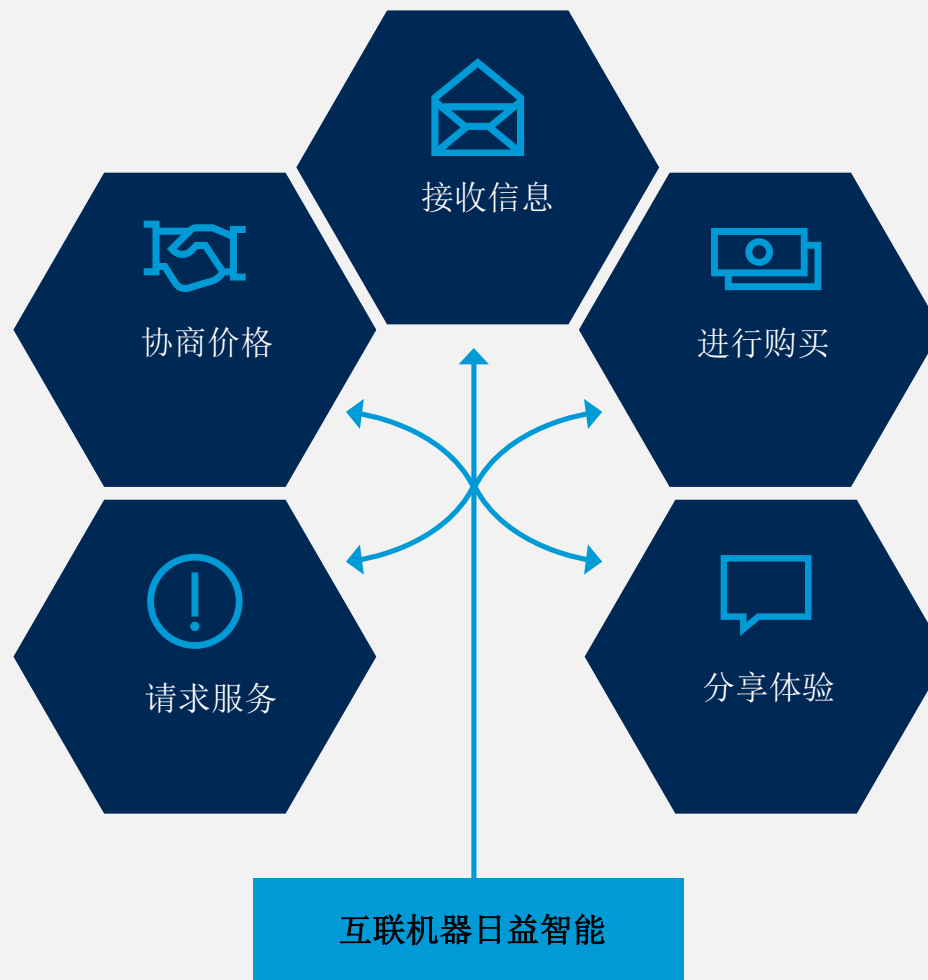 接收信息
协商价格
进行购买
请求服务
分享体验
互联机器日益智能